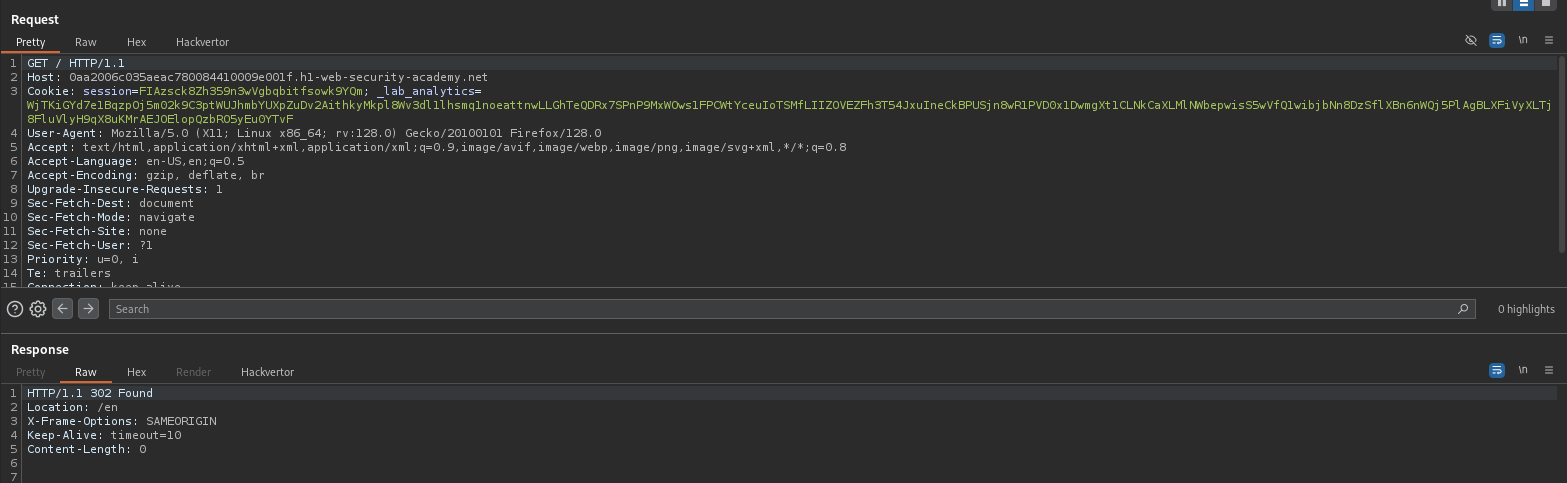 Request
Pretty Raw Hex Hackvertor
\n
1 GET / HTTP/1.1
2 Host: 0aa2006c035aeac780084410009e001f.h1-web-security-academy.net
3 Cookie: session=FIAzsck8Zh359n3wVgbqbitfsowk9YQm; _lab_analytics=
4 User-Agent: Mozilla/5.0 (X11; Linux x86_64; rv:128.0) Gecko/20100101 Firefox/128.0
5 Accept: text/html,application/xhtml+xml,application/xml;q=0.9,image/avif,image/webp,image/png,image/svg+xml,*/*;q=0.8
6 Accept-Language: en-US,en;q=0.5
7 Accept-Encoding: gzip, deflate, br
8 Upgrade-Insecure-Requests: 1
9 Sec-Fetch-Dest: document
10 Sec-Fetch-Mode: navigate
11 Sec-Fetch-Site: none
12 Sec-Fetch-User: ?1
13 Priority: u=0, i
14 Te: trailers
15 Connection: keep-alive
Search 0 highlights
Response
Pretty Raw Hex Render Hackvertor
\n
1 HTTP/1.1 302 Found
2 Location: /en
3 X-Frame-Options: SAMEORIGIN
4 Keep-Alive: timeout=10
5 Content-Length: 0
6
7